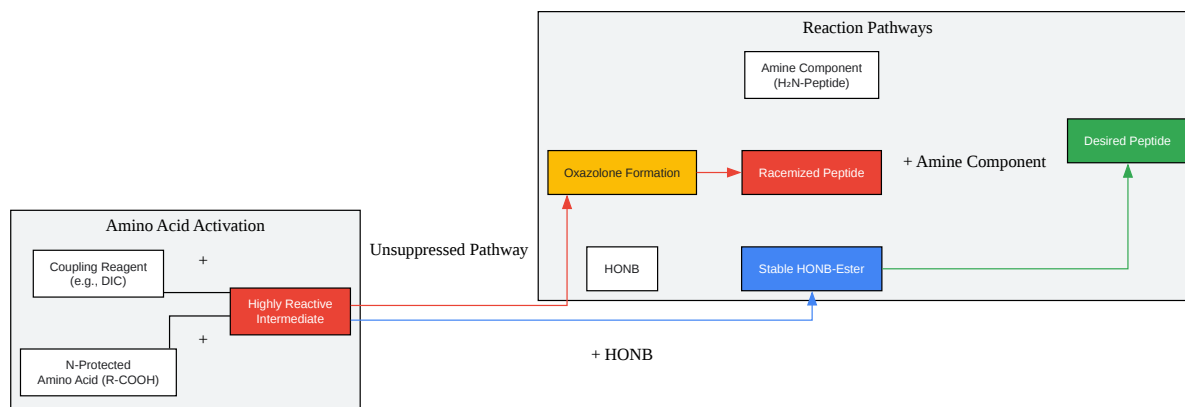 Reaction Pathways
Amine Component
(H₂N-Peptide)
Desired Peptide
Oxazolone Formation
Racemized Peptide
+ Amine Component
Amino Acid Activation
Unsuppressed Pathway
Coupling Reagent
(e.g., DIC)
+
HONB
Stable HONB-Ester
Highly Reactive
Intermediate
+
+ HONB
N-Protected
Amino Acid (R-COOH)